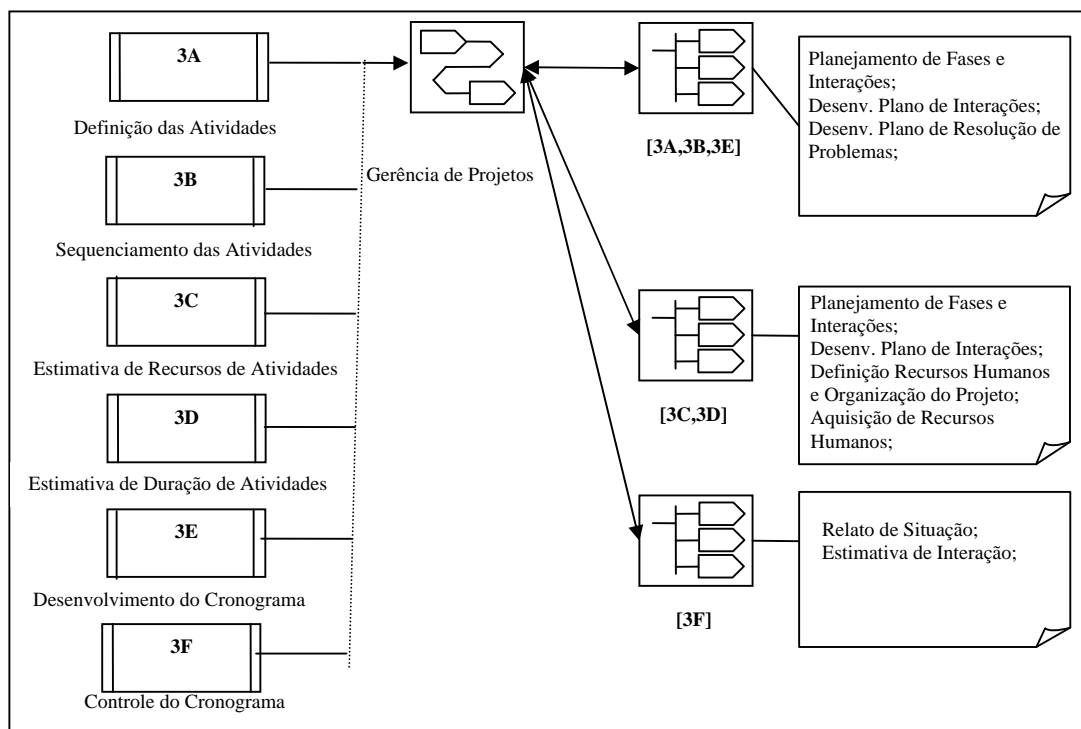 3A
Definição das Atividades
3B
Sequenciamento das Atividades
3C
Estimativa de Recursos de Atividades
3D
Estimativa de Duração de Atividades
3E
Desenvolvimento do Cronograma
3F
Controle do Cronograma
Gerência de Projetos
[3A,3B,3E]
Planejamento de Fases e
Interações;
Desenv. Plano de Interações;
Desenv. Plano de Resolução de
Problemas;
[3C,3D]
Planejamento de Fases e
Interações;
Desenv. Plano de Interações;
Definição Recursos Humanos
e Organização do Projeto;
Aquisição de Recursos
Humanos;
[3F]
Relato de Situação;
Estimativa de Interação;